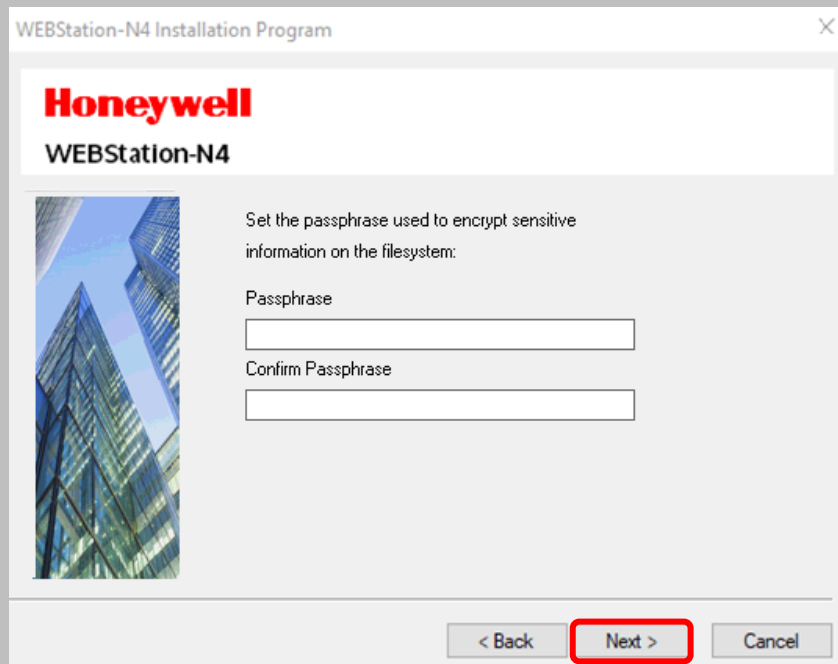 WEBStation-N4 Installation Program
Honeywell
WEBStation-N4
Set the passphrase used to encrypt sensitive
information on the filesystem:
Passphrase
Confirm Passphrase
< Back Next > Cancel